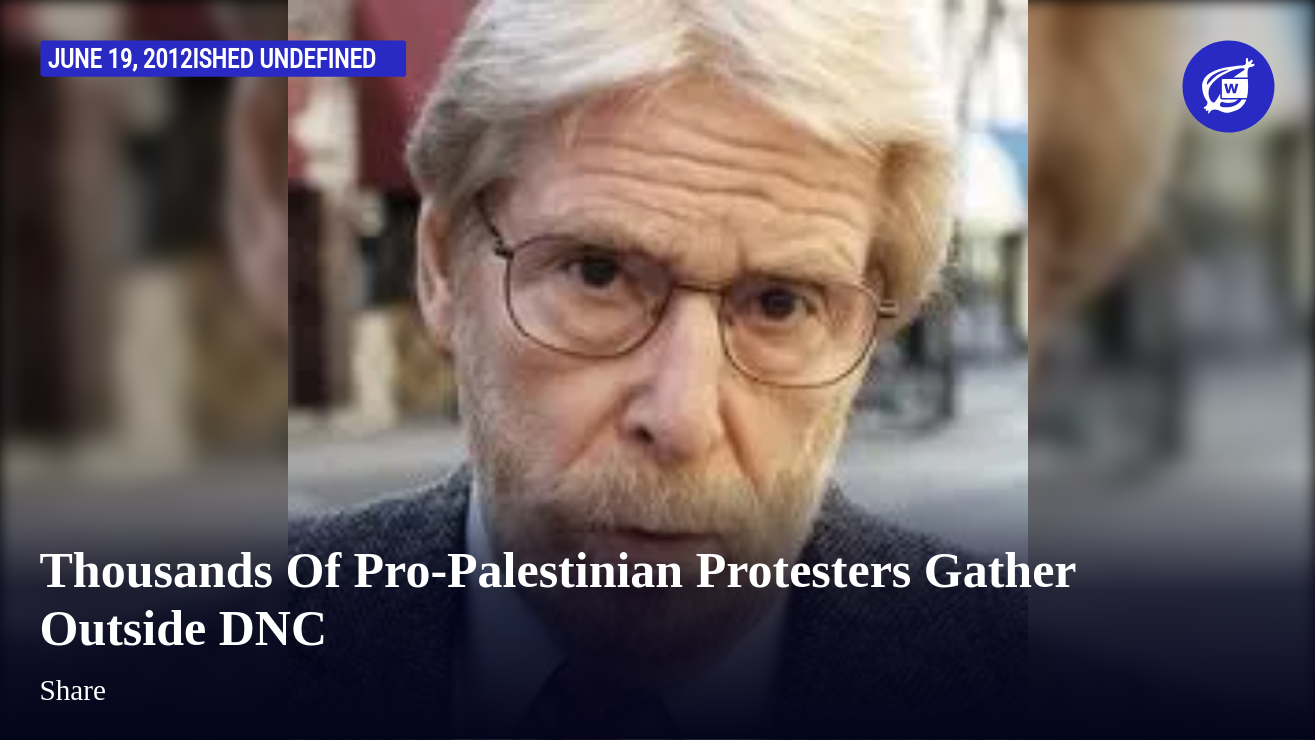 JUNE 19, 2012ISHED UNDEFINED
W
Thousands Of Pro-Palestinian Protesters Gather
Outside DNC
Share